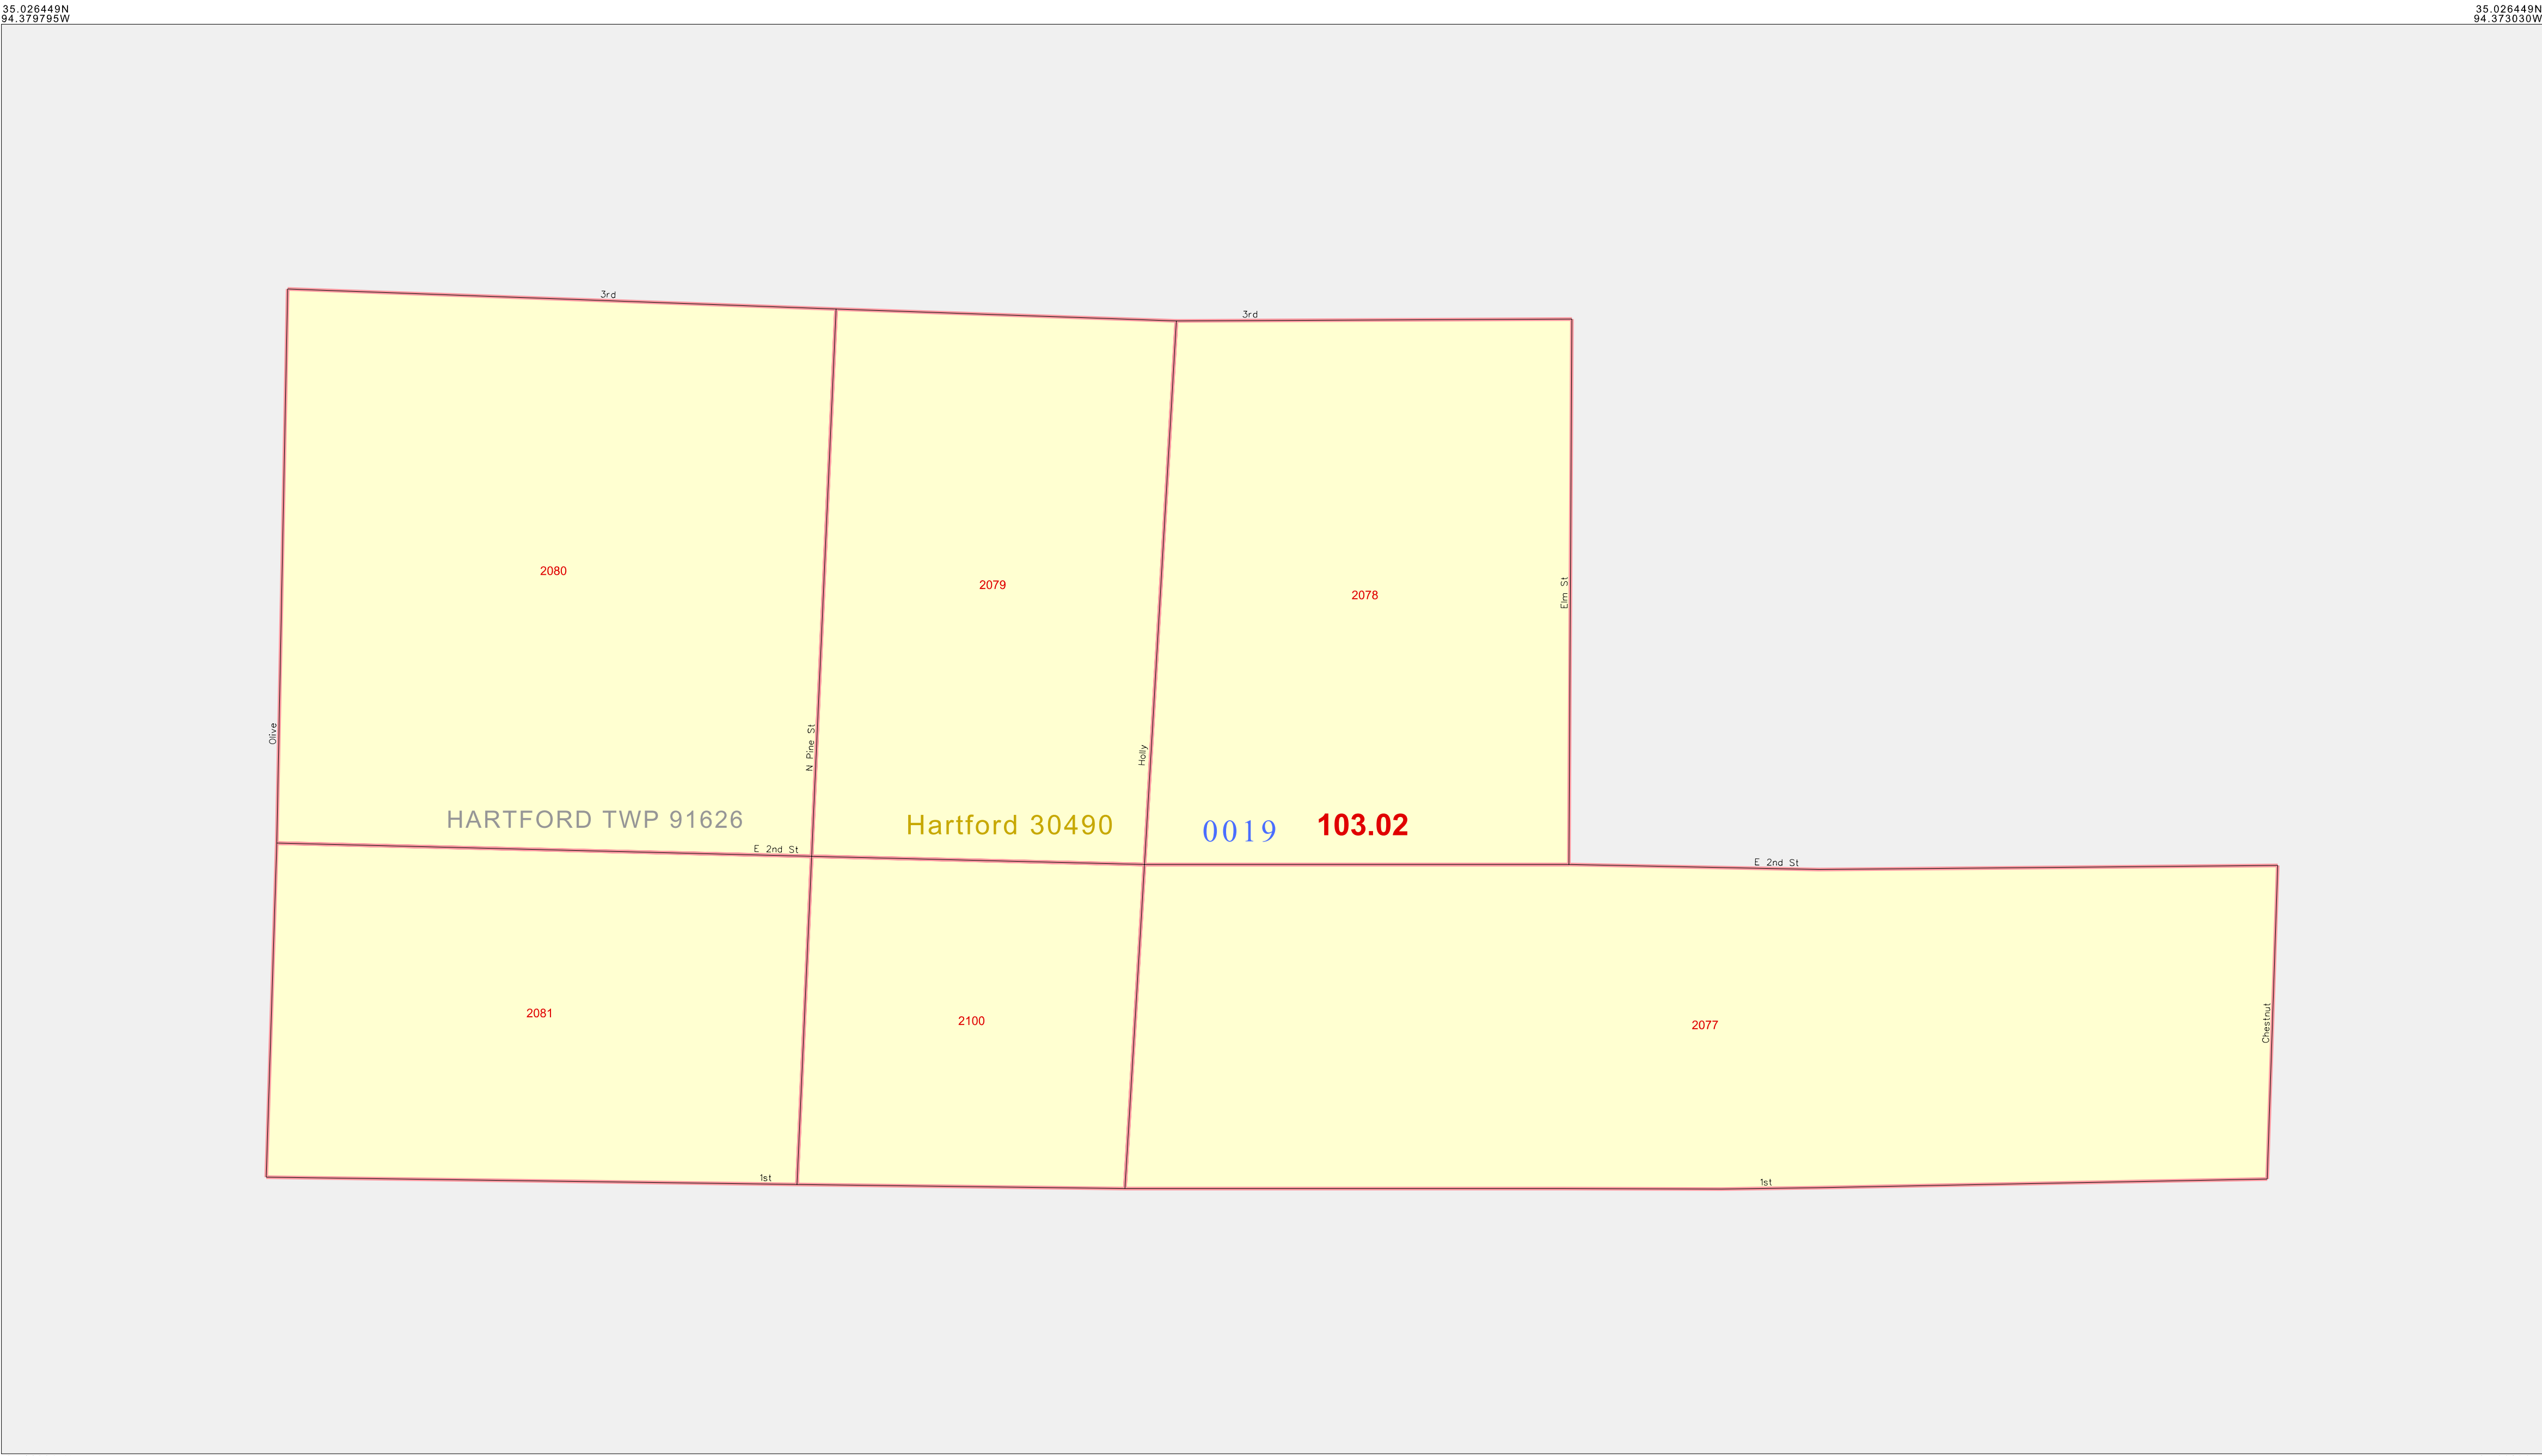 35.026449N
94.379795W
35.026449N
94.373030W
3rd
3rd
2080
2079
2078
Elm St
Olive
N Pine St
Holly
HARTFORD TWP 91626
Hartford 30490
0019
103.02
E 2nd St
E 2nd St
2081
2100
2077
Chestnut
1st
1st